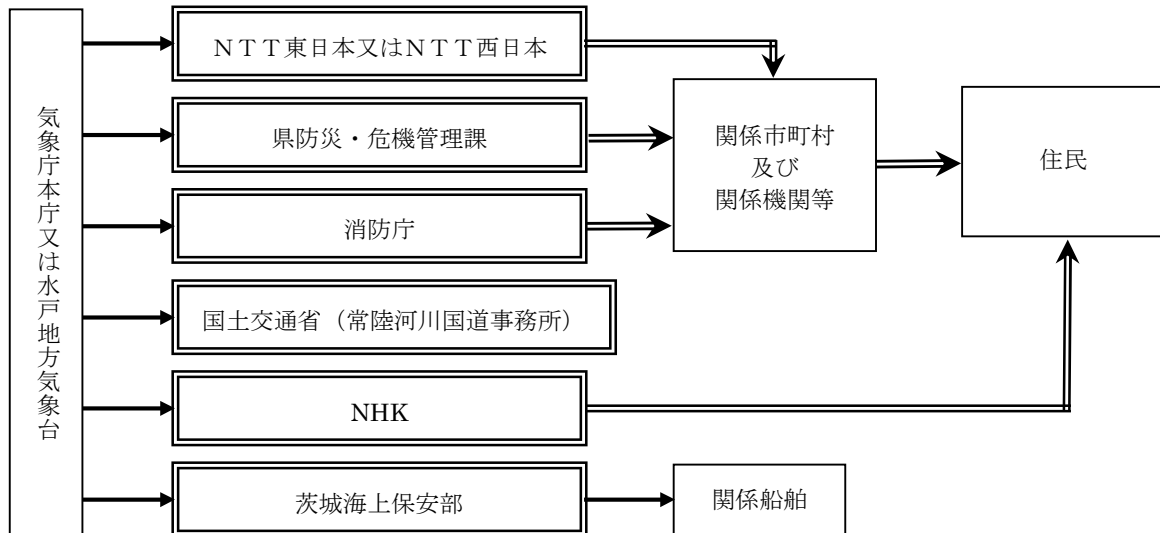 気象庁本庁又は水戸地方気象台
ＮＴＴ東日本又はＮＴＴ西日本
県防災・危機管理課
消防庁
国土交通省（常陸河川国道事務所）
NHK
茨城海上保安部
関係市町村
及び
関係機関等
関係船舶
住民